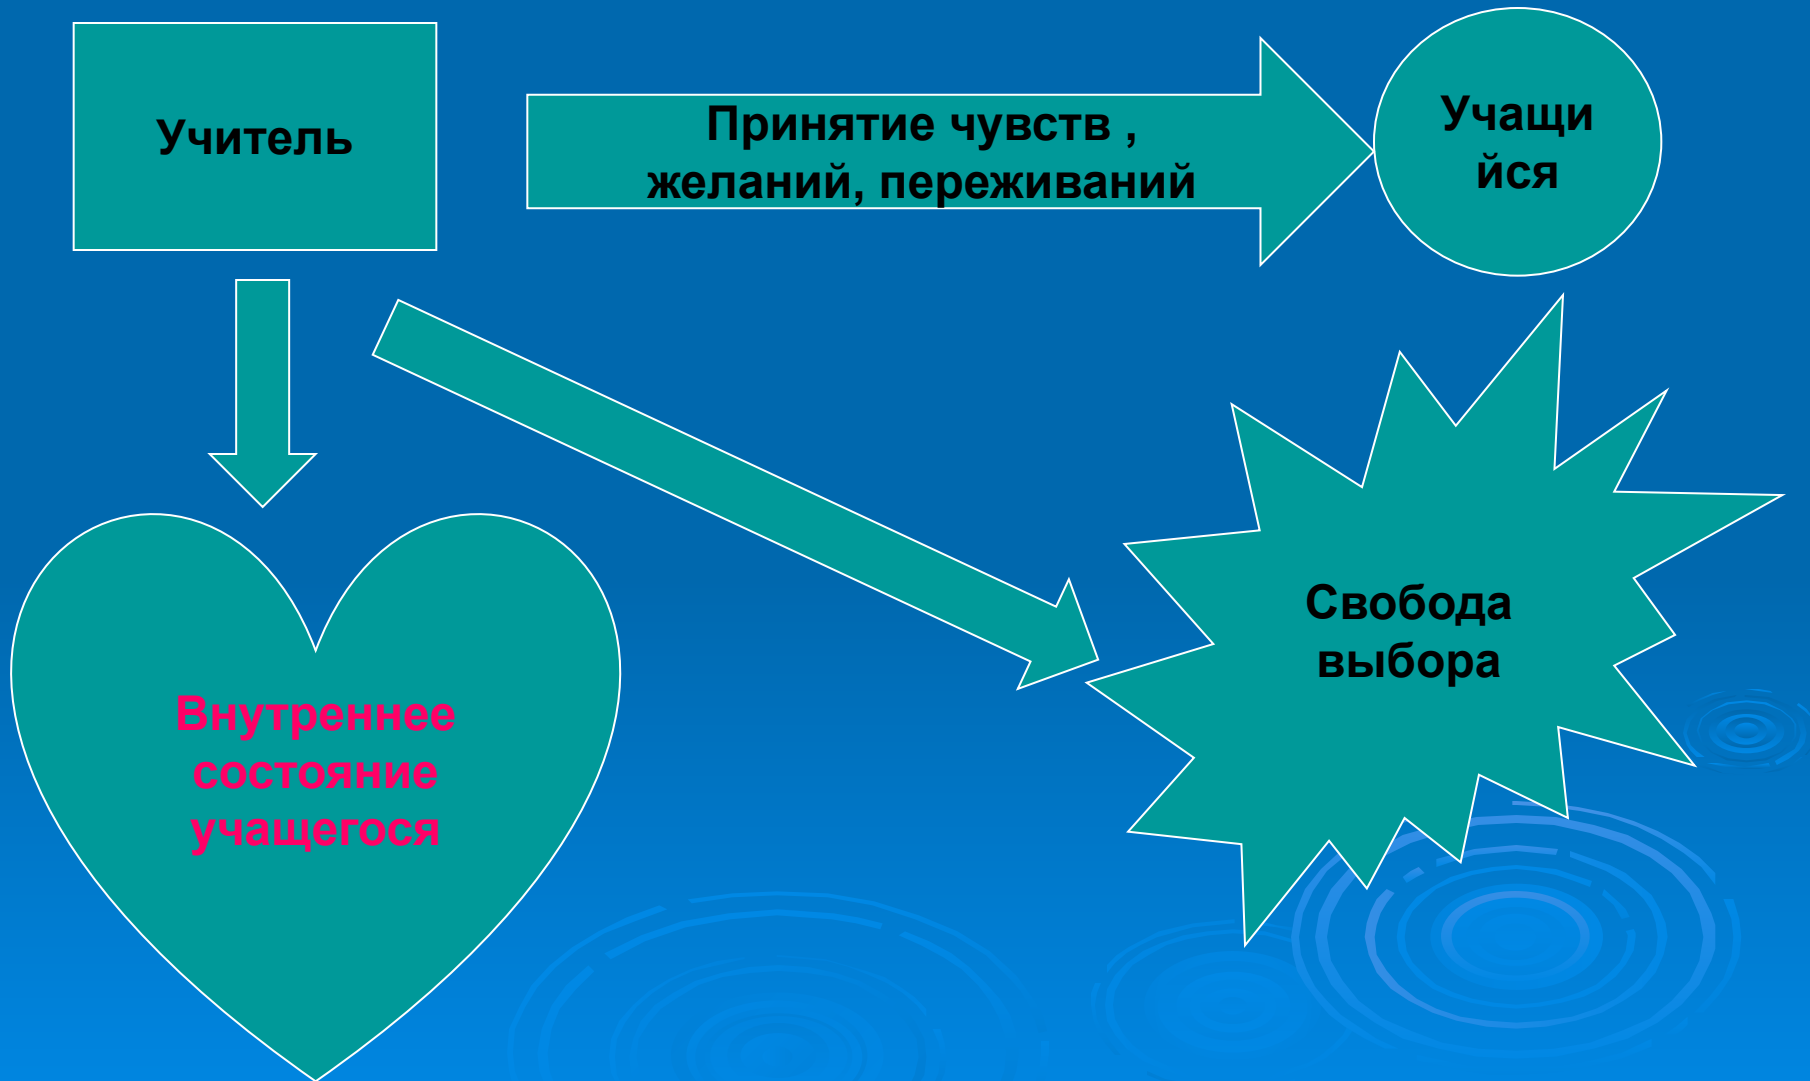 Учитель
Принятие чувств ,
желаний, переживаний
Учащи
йся
Свобода
выбора
Внутреннее
состояние
учащегося